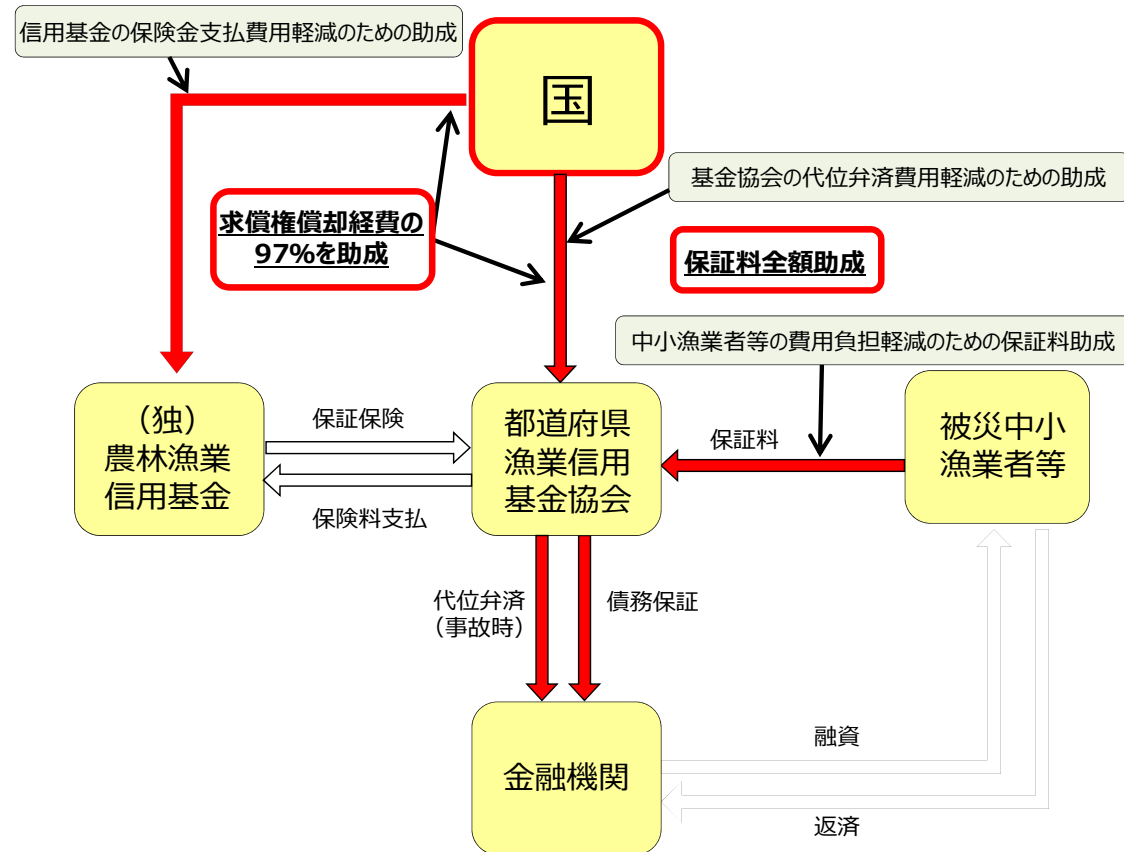 信用基金の保険金支払費用軽減のための助成
国
基金協会の代位弁済費用軽減のための助成
求償権償却経費の
97%を助成
保証料全額助成
中小漁業者等の費用負担軽減のための保証料助成
（独）
農林漁業
信用基金
保証保険
保険料支払
都道府県
漁業信用
基金協会
保証料
被災中小
漁業者等
代位弁済
（事故時）
債務保証
金融機関
融資
返済